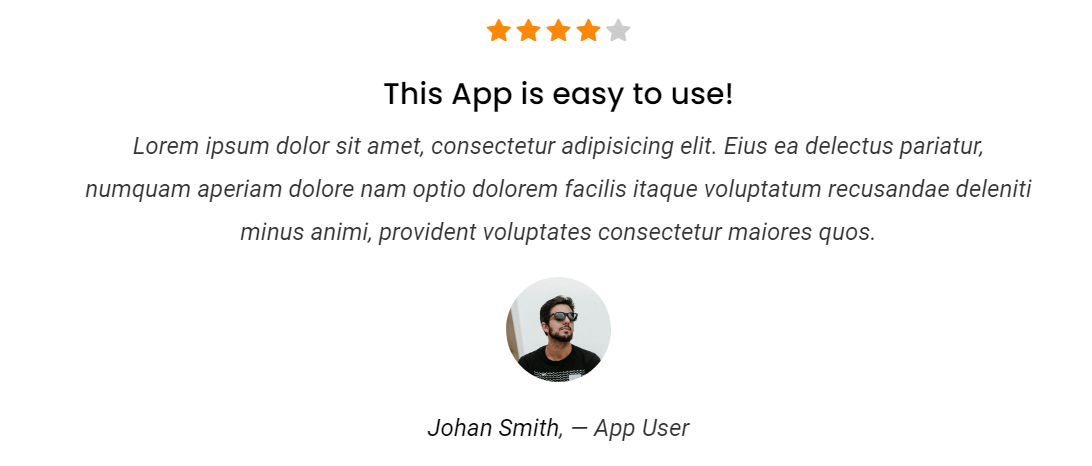 This App is easy to use!
Lorem ipsum dolor sit amet, consectetur adipisicing elit. Eius ea delectus pariatur,
numquam aperiam dolore nam optio dolorem facilis itaque voluptatum recusandae deleniti
minus animi, provident voluptates consectetur maiores quos.
Johan Smith, — App User